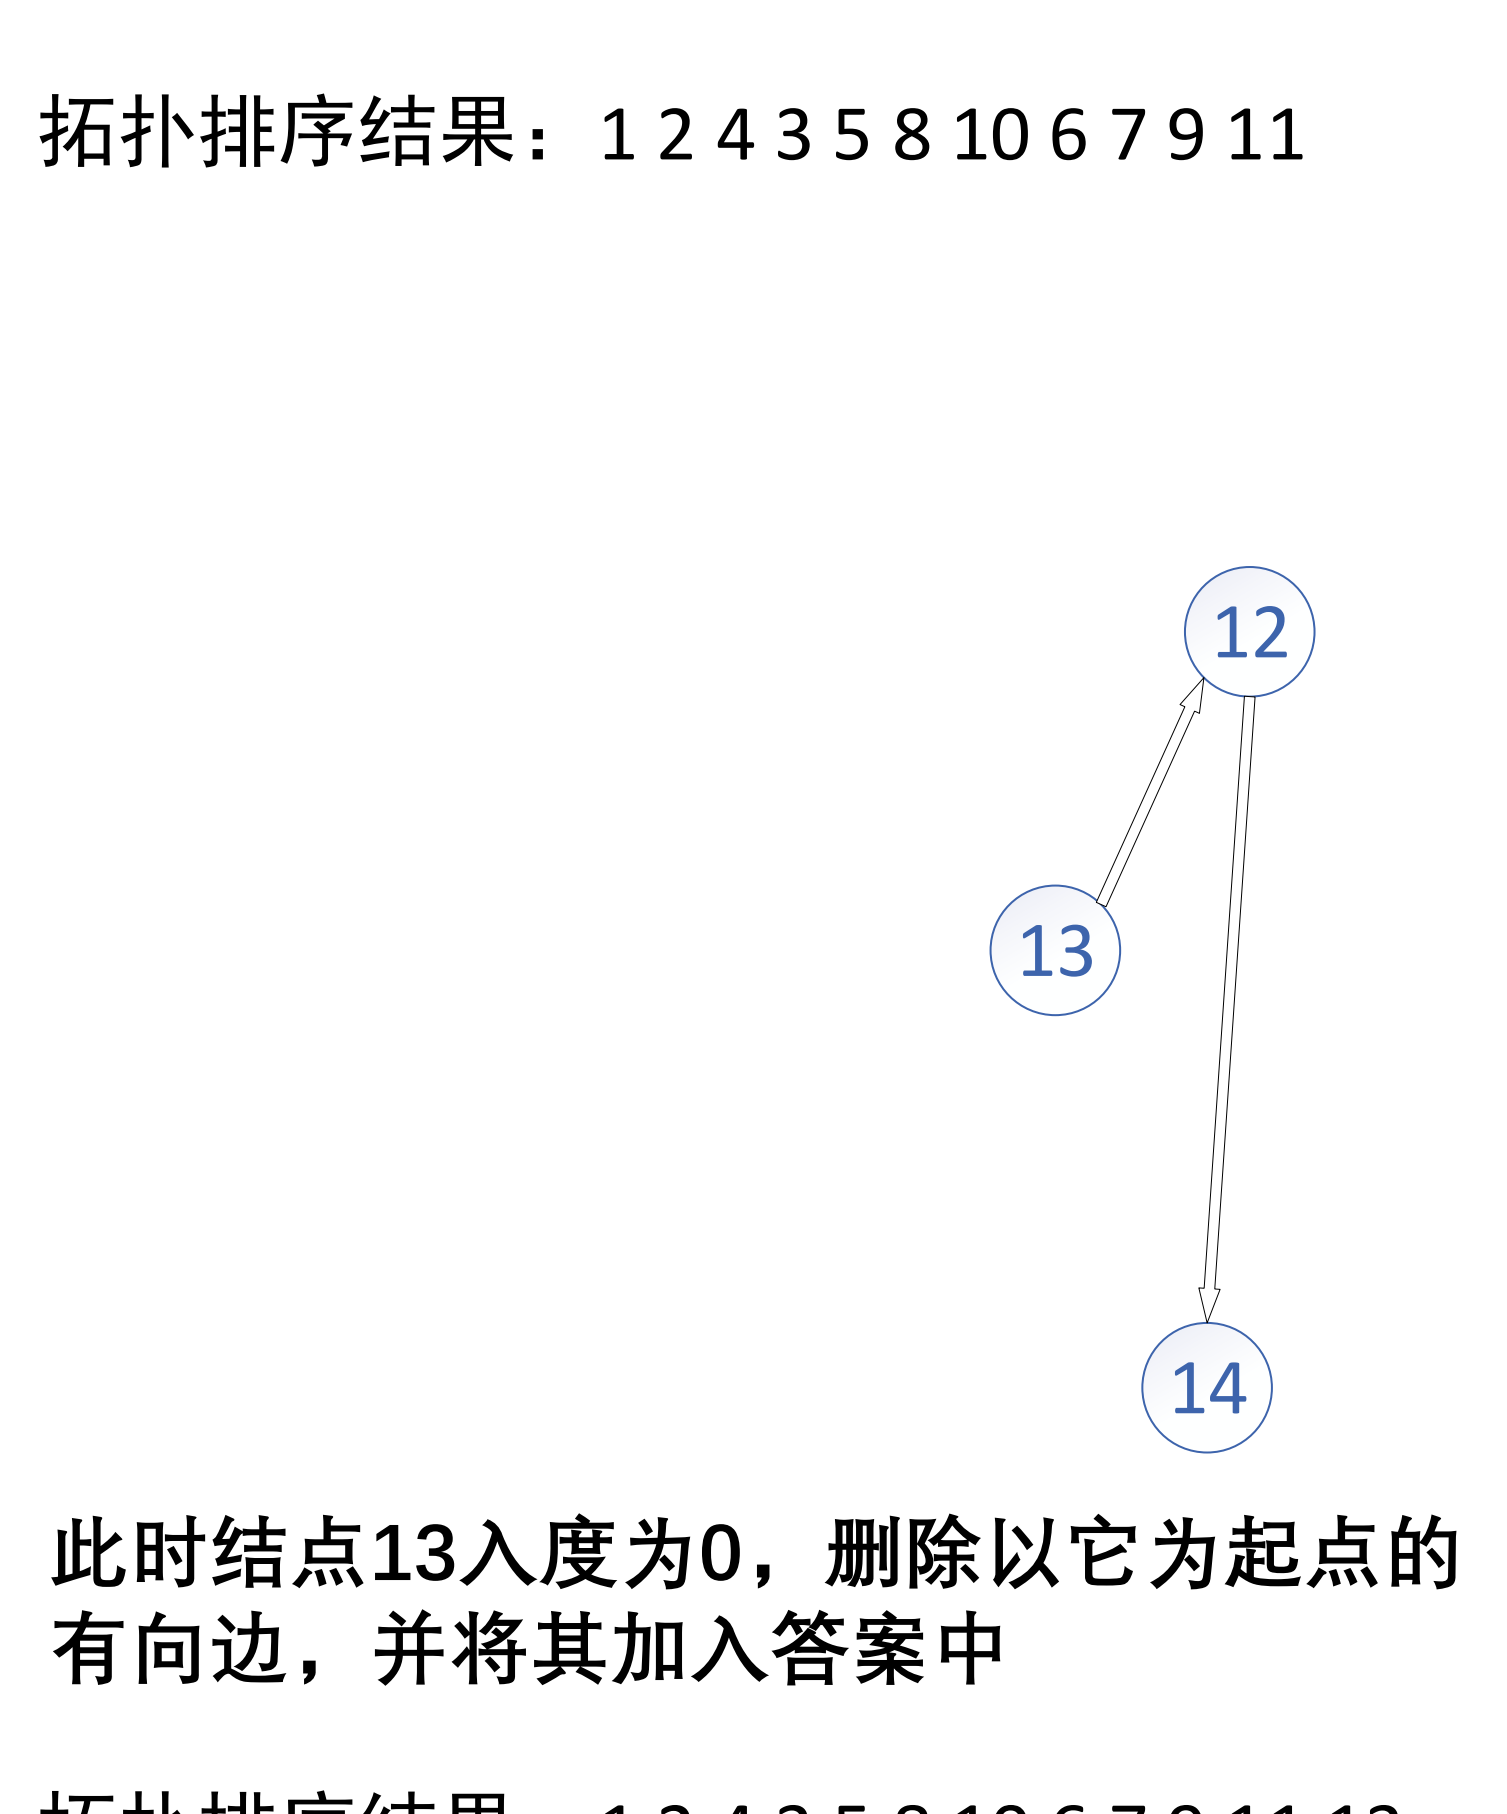 拓扑排序结果：1 2 4 3 5 8 10 6 7 9 11
12
13
14
此时结点13入度为0，删除以它为起点的
有向边，并将其加入答案中